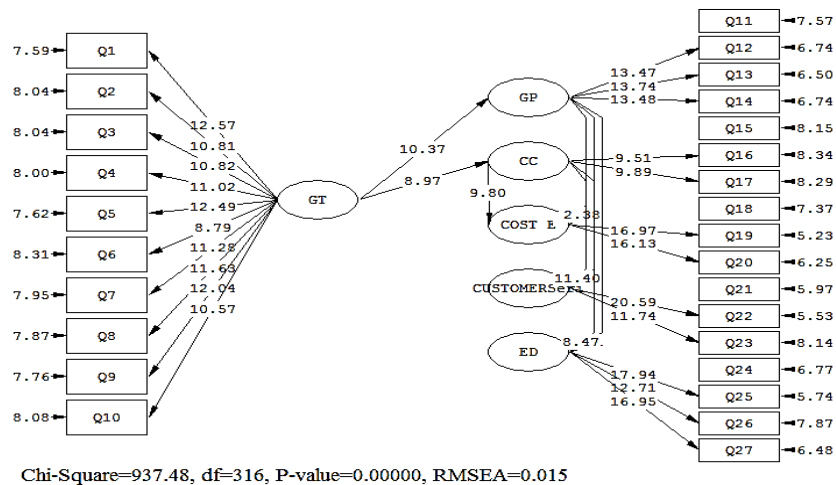 7.59 Q1
8.04 Q2
8.04 Q3
8.00 Q4
7.62 Q5
8.31 Q6
7.95 Q7
7.87 Q8
7.76 Q9
8.08 Q10
12.57
10.81
10.82
11.02
12.49
8.79
11.28
11.63
12.04
10.57
GT
10.37
8.97
GP
CC
9.80
COST E
2.38
11.40
CUSTOMERSer
8.47
ED
13.47
13.74
13.48
9.51
9.89
16.97
16.13
20.59
11.74
17.94
12.71
16.95
Q11 7.57
Q12 6.74
Q13 6.50
Q14 6.74
Q15 8.15
Q16 8.34
Q17 8.29
Q18 7.37
Q19 5.23
Q20 6.25
Q21 5.97
Q22 5.53
Q23 8.14
Q24 6.77
Q25 5.74
Q26 7.87
Q27 6.48
Chi-Square=937.48, df=316, P-value=0.00000, RMSEA=0.015